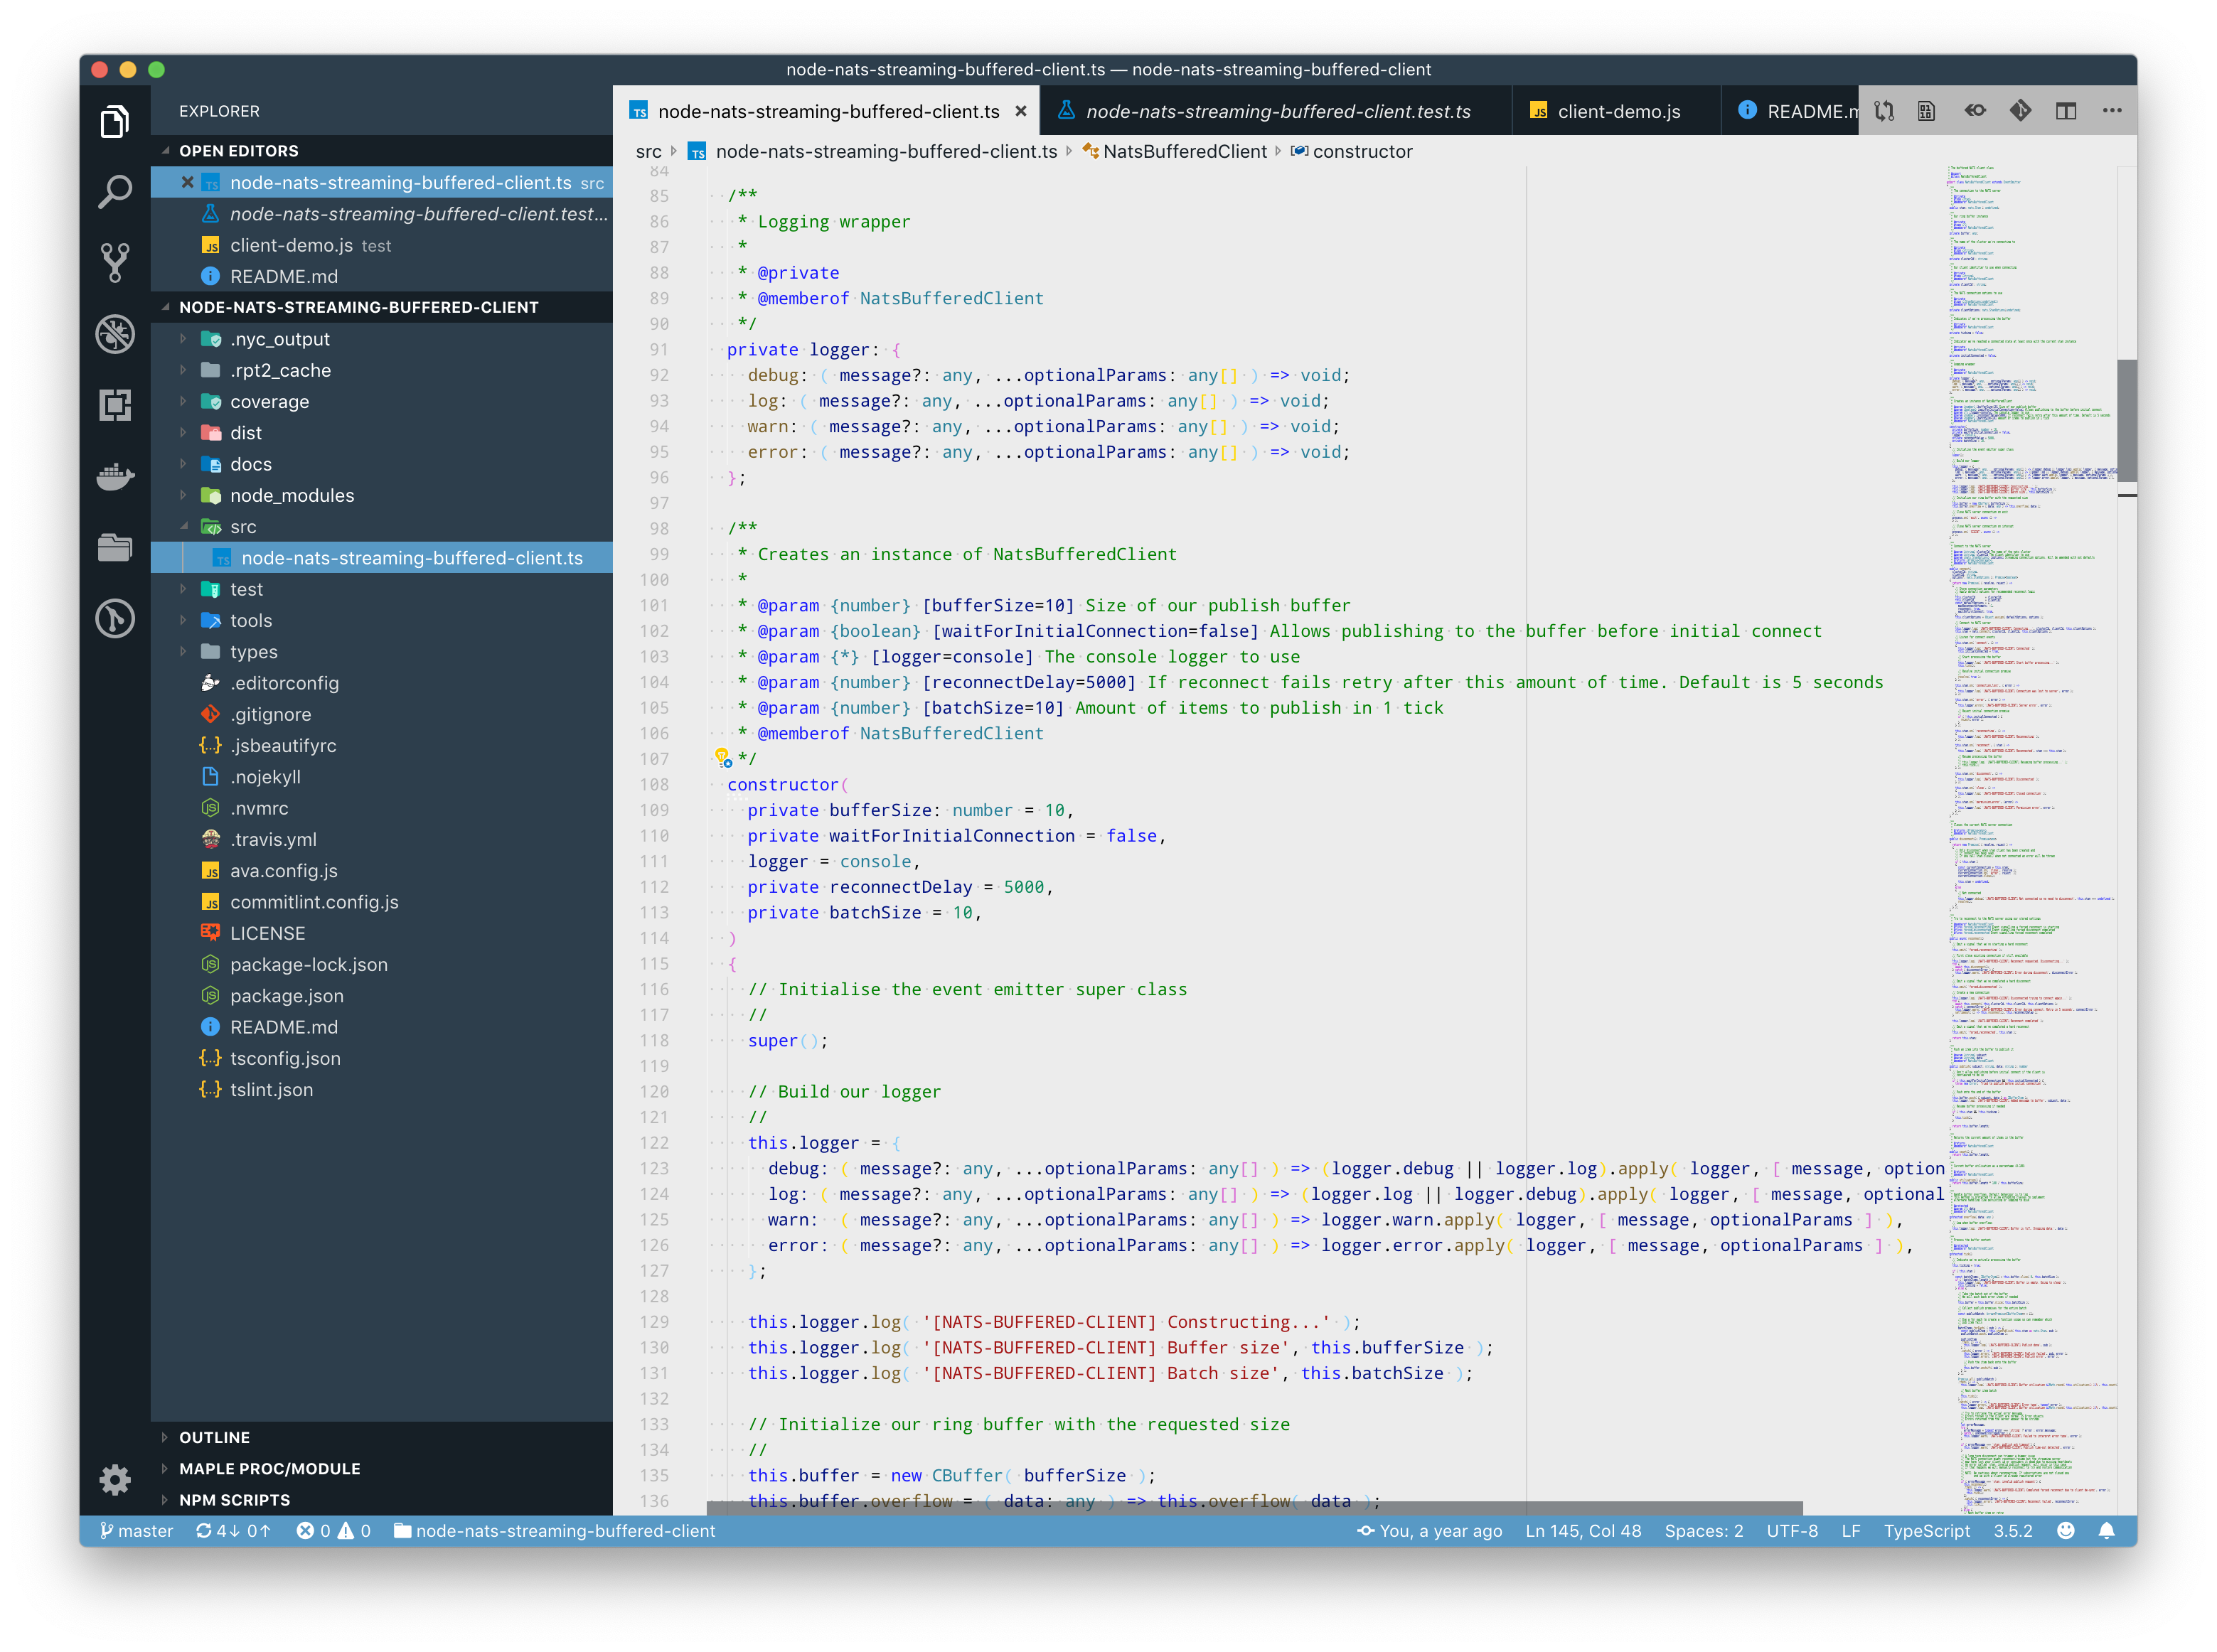 node-nats-streaming-buffered-client.ts — node-nats-streaming-buffered-client
EXPLORER
OPEN EDITORS
node-nats-streaming-buffered-client.ts src
node-nats-streaming-buffered-client.test...
client-demo.js test
README.md
NODE-NATS-STREAMING-BUFFERED-CLIENT
.nyc_output
.rpt2_cache
coverage
dist
docs
node_modules
src
node-nats-streaming-buffered-client.ts
test
tools
types
.editorconfig
.gitignore
.jsbeautifyrc
.nojekyll
.nvmrc
.travis.yml
ava.config.js
commitlint.config.js
LICENSE
package-lock.json
package.json
README.md
tsconfig.json
tslint.json
OUTLINE
MAPLE PROC/MODULE
NPM SCRIPTS
node-nats-streaming-buffered-client.ts node-nats-streaming-buffered-client.test.ts client-demo.js README.m
src node-nats-streaming-buffered-client.ts NatsBufferedClient constructor
84
85 /**
86 * Logging wrapper
87 *
88 * @private
89 * @memberof NatsBufferedClient
90 */
91 private logger: {
92 debug: ( message?: any, ...optionalParams: any[] ) => void;
93 log: ( message?: any, ...optionalParams: any[] ) => void;
94 warn: ( message?: any, ...optionalParams: any[] ) => void;
95 error: ( message?: any, ...optionalParams: any[] ) => void;
96 };
97
98 /**
99 * Creates an instance of NatsBufferedClient
100 *
101 * @param {number} [bufferSize=10] Size of our publish buffer
102 * @param {boolean} [waitForInitialConnection=false] Allows publishing to the buffer before initial connect
103 * @param {*} [logger=console] The console logger to use
104 * @param {number} [reconnectDelay=5000] If reconnect fails retry after this amount of time. Default is 5 seconds
105 * @param {number} [batchSize=10] Amount of items to publish in 1 tick
106 * @memberof NatsBufferedClient
107 */
108 constructor(
109 private bufferSize: number = 10,
110 private waitForInitialConnection = false,
111 logger = console,
112 private reconnectDelay = 5000,
113 private batchSize = 10,
114 )
115 {
116 // Initialise the event emitter super class
117 //
118 super();
119
120 // Build our logger
121 //
122 this.logger = {
123 debug: ( message?: any, ...optionalParams: any[] ) => (logger.debug || logger.log).apply( logger, [ message, option
124 log: ( message?: any, ...optionalParams: any[] ) => (logger.log || logger.debug).apply( logger, [ message, optional
125 warn: ( message?: any, ...optionalParams: any[] ) => logger.warn.apply( logger, [ message, optionalParams ] ),
126 error: ( message?: any, ...optionalParams: any[] ) => logger.error.apply( logger, [ message, optionalParams ] ),
127 };
128
129 this.logger.log( '[NATS-BUFFERED-CLIENT] Constructing...' );
130 this.logger.log( '[NATS-BUFFERED-CLIENT] Buffer size', this.bufferSize );
131 this.logger.log( '[NATS-BUFFERED-CLIENT] Batch size', this.batchSize );
132
133 // Initialize our ring buffer with the requested size
134 //
135 this.buffer = new CBuffer( bufferSize );
136 this.buffer.overflow = ( data: any ) => this.overflow( data );
master 4↓ 0↑ 0 0 node-nats-streaming-buffered-client You, a year ago Ln 145, Col 48 Spaces: 2 UTF-8 LF TypeScript 3.5.2